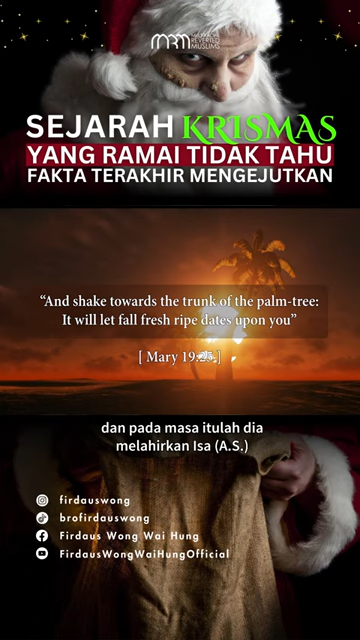 MRM
MULTIRACIAL
REVERTED
MUSLIMS
SEJARAH KRISMAS
YANG RAMAI TIDAK TAHU
FAKTA TERAKHIR MENGEJUTKAN
“And shake towards the trunk of the palm-tree:
It will let fall fresh ripe dates upon you”
[ Mary 19:25 ]
dan pada masa itulah dia
melahirkan Isa (A.S.)
firdauswong
brofirdauswong
Firdaus Wong Wai Hung
FirdausWongWaiHungOfficial